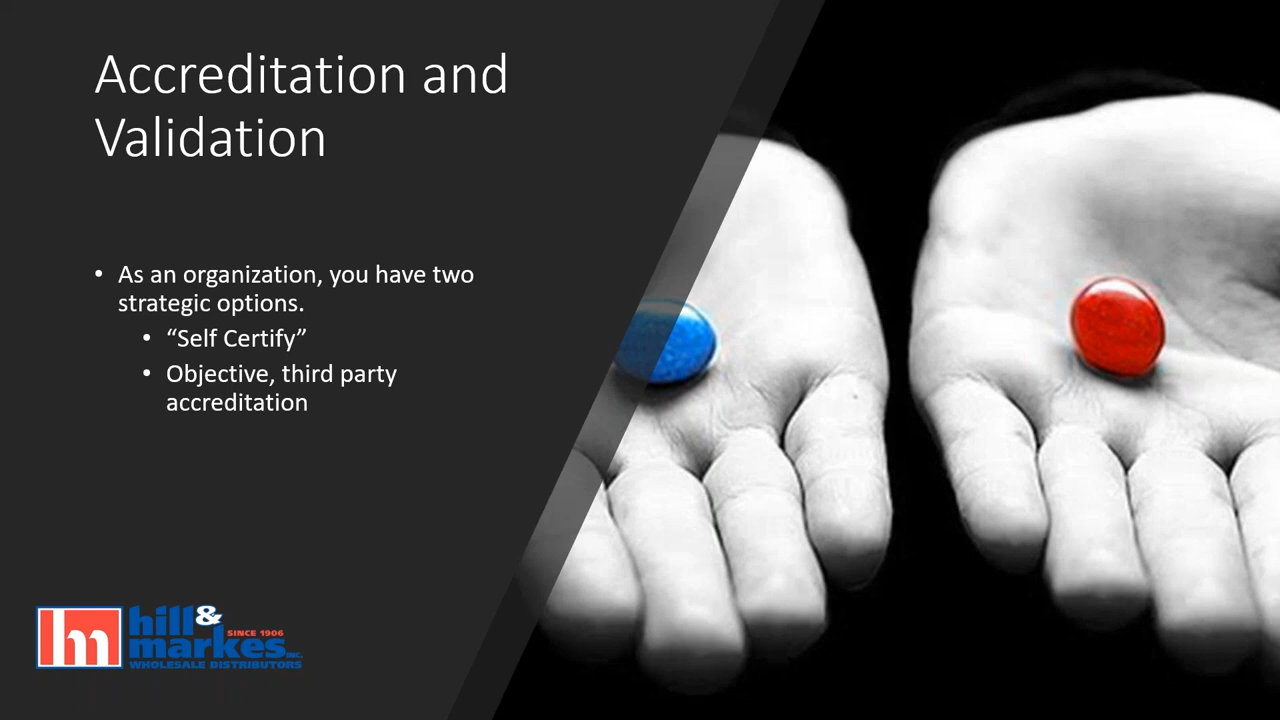 Accreditation and
Validation
• As an organization, you have two
strategic options.
• “Self Certify”
• Objective, third party
accreditation
hm
hill &
SINCE 1906
markes INC.
WHOLESALE DISTRIBUTORS